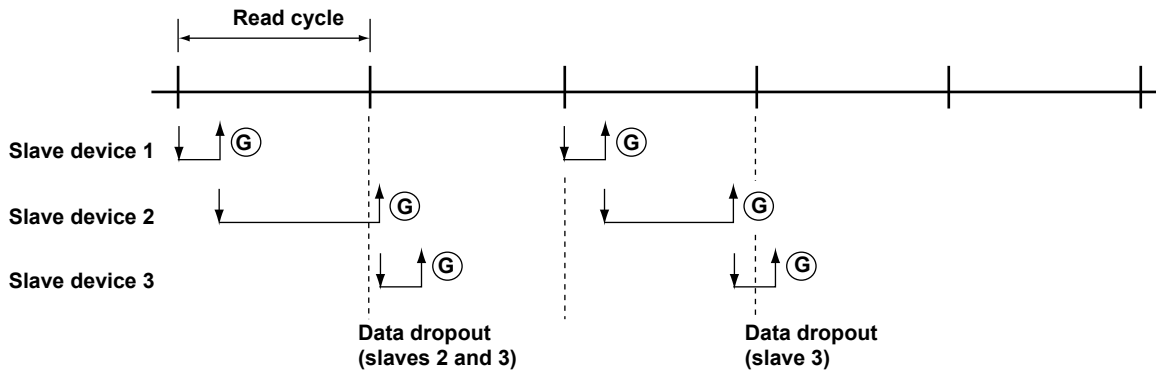 Read cycle
Slave device 1
G
G
Slave device 2
G
G
Slave device 3
G
G
Data dropout
(slaves 2 and 3)
Data dropout
(slave 3)